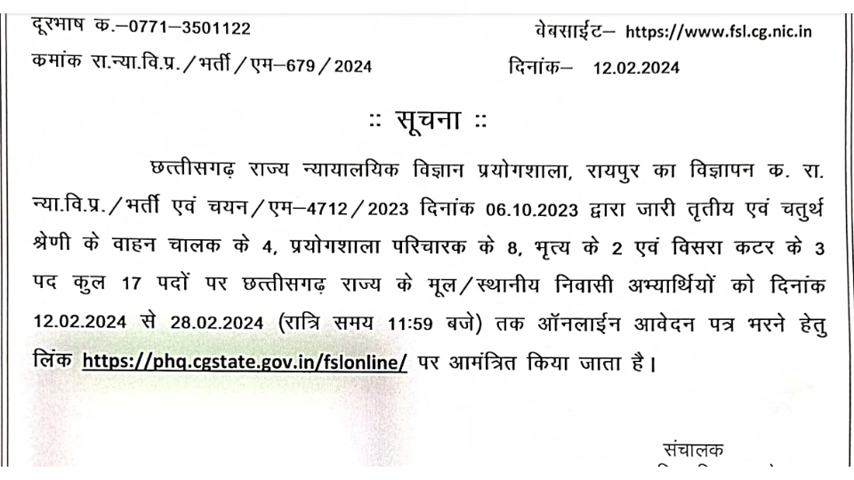 दूरभाष क.–0771–3501122 वेबसाईट– https://www.fsl.cg.nic.in
कमांक रा.न्या.वि.प्र./भर्ती/एम–679/2024 दिनांक– 12.02.2024
:: सूचना ::
छत्तीसगढ़ राज्य न्यायालयिक विज्ञान प्रयोगशाला, रायपुर का विज्ञापन क. रा.
न्या.वि.प्र./भर्ती एवं चयन/एम–4712/2023 दिनांक 06.10.2023 द्वारा जारी तृतीय एवं चतुर्थ
श्रेणी के वाहन चालक के 4, प्रयोगशाला परिचारक के 8, भृत्य के 2 एवं विसरा कटर के 3
पद कुल 17 पदों पर छत्तीसगढ़ राज्य के मूल/स्थानीय निवासी अभ्यार्थियों को दिनांक
12.02.2024 से 28.02.2024 (रात्रि समय 11:59 बजे) तक ऑनलाईन आवेदन पत्र भरने हेतु
लिंक https://phq.cgstate.gov.in/fslonline/ पर आमंत्रित किया जाता है।
संचालक